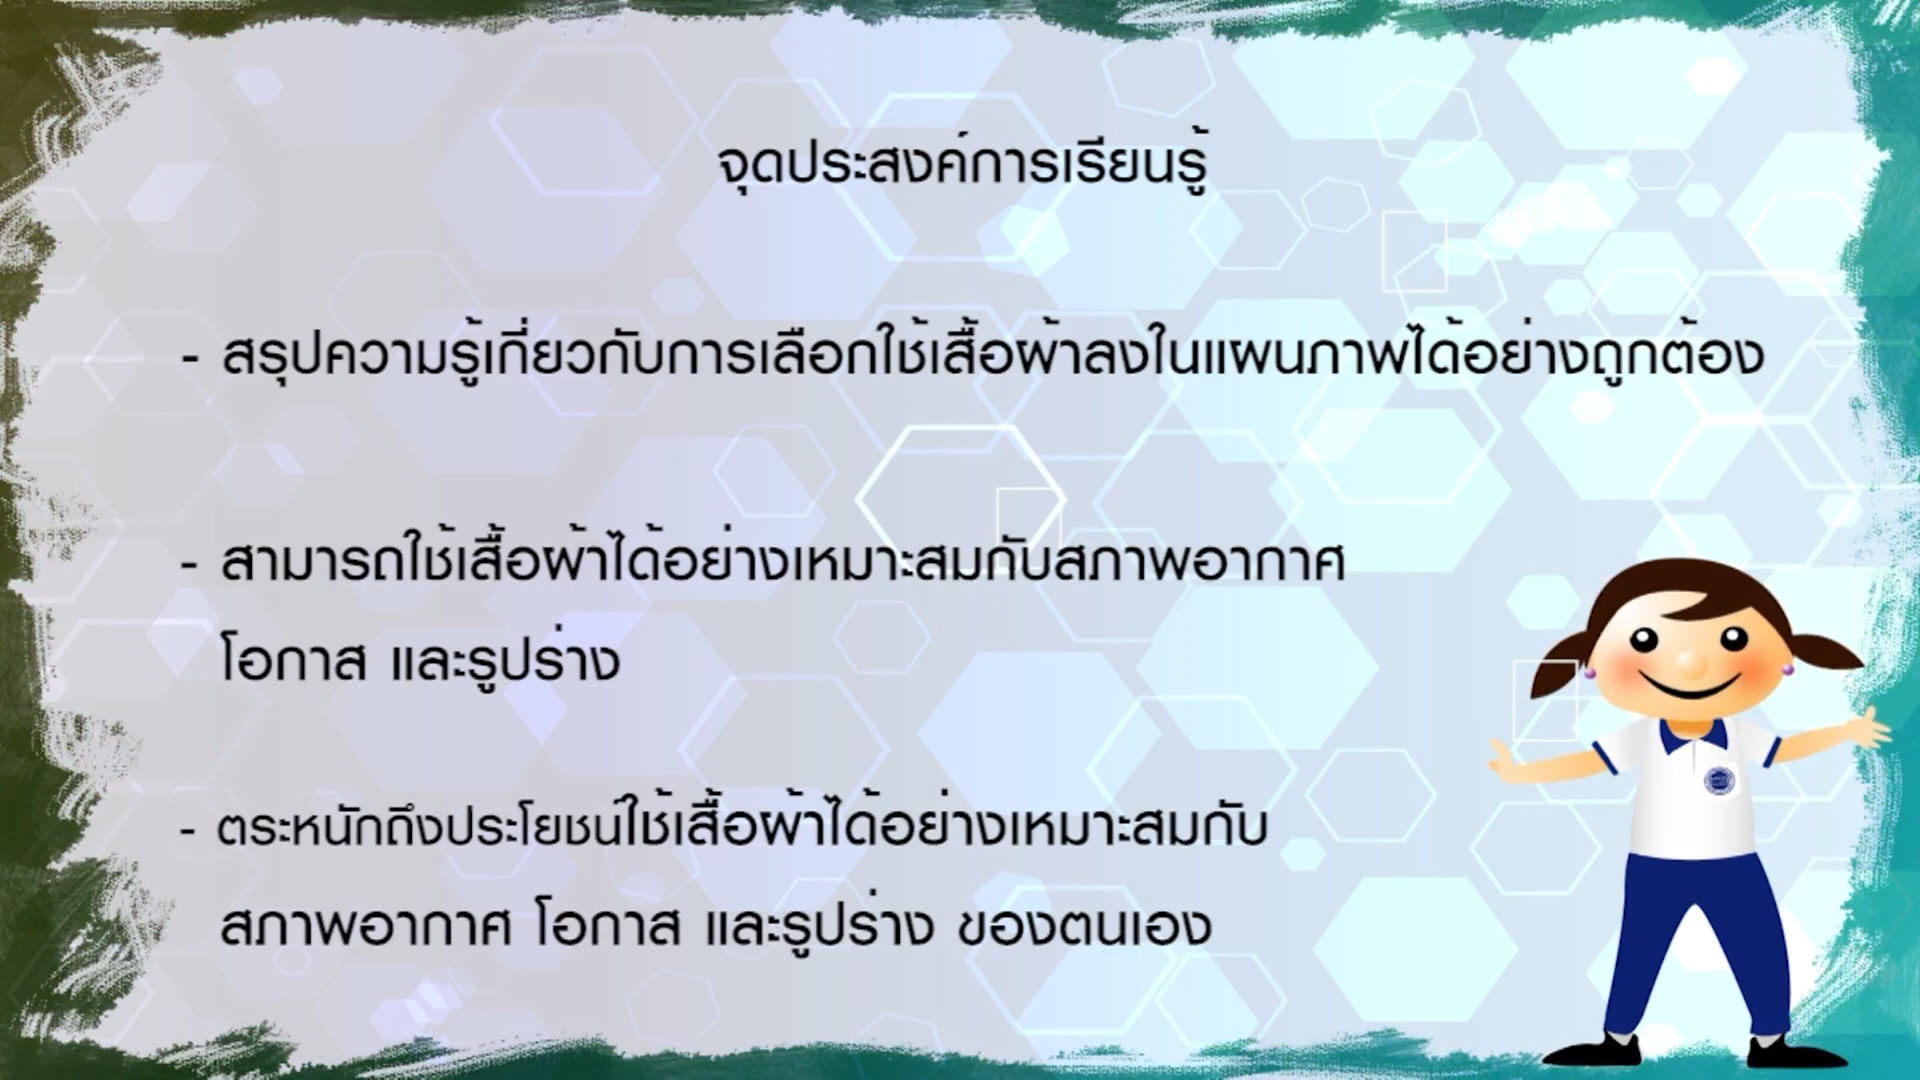 จุดประสงค์การเรียนรู้
- สรุปความรู้เกี่ยวกับการเลือกใช้เสื้อผ้าลงในแผนภาพได้อย่างถูกต้อง
- สามารถใช้เสื้อผ้าได้อย่างเหมาะสมกับสภาพอากาศ
โอกาส และรูปร่าง
- ตระหนักถึงประโยชน์ใช้เสื้อผ้าได้อย่างเหมาะสมกับ
สภาพอากาศ โอกาส และรูปร่าง ของตนเอง